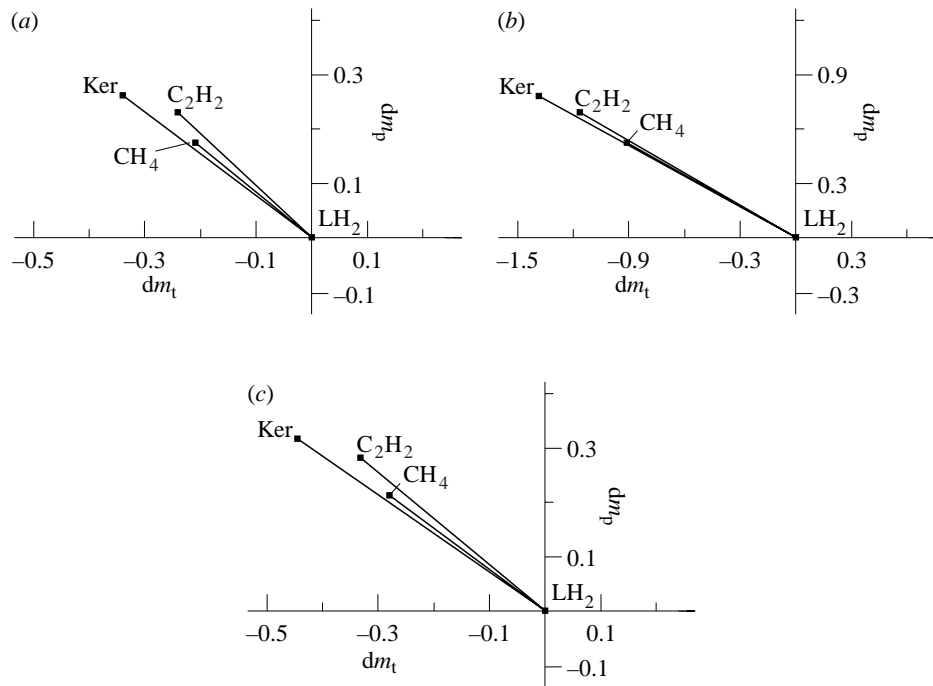 (a)
0.3
Ker
C2H2
dmp
CH4
0.1
LH2
–0.5 –0.3 –0.1 0.1
dmt
–0.1
(b)
0.9
Ker
C2H2
dmp
CH4
0.3
LH2
–1.5 –0.9 –0.3 0.3
dmt
–0.3
(c)
Ker
0.3
C2H2
CH4
dmp
0.1
LH2
–0.5 –0.3 –0.1 0.1
dmt
–0.1